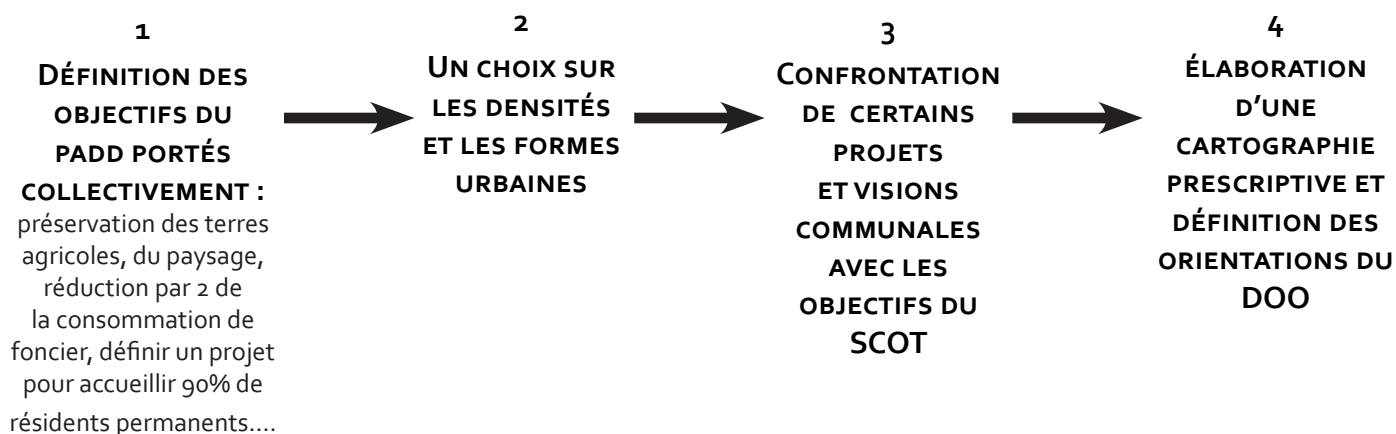 1
Définition des
objectifs du
padd portés
collectivement :
préservation des terres
agricoles, du paysage,
réduction par 2 de
la consommation de
foncier, définir un projet
pour accueillir 90% de
résidents permanents....
2
Un choix sur
les densités
et les formes
urbaines
3
Confrontation
de certains
projets
et visions
communales
avec les
objectifs du
SCOT
4
élaboration
d'une
cartographie
prescriptive et
définition des
orientations du
DOO